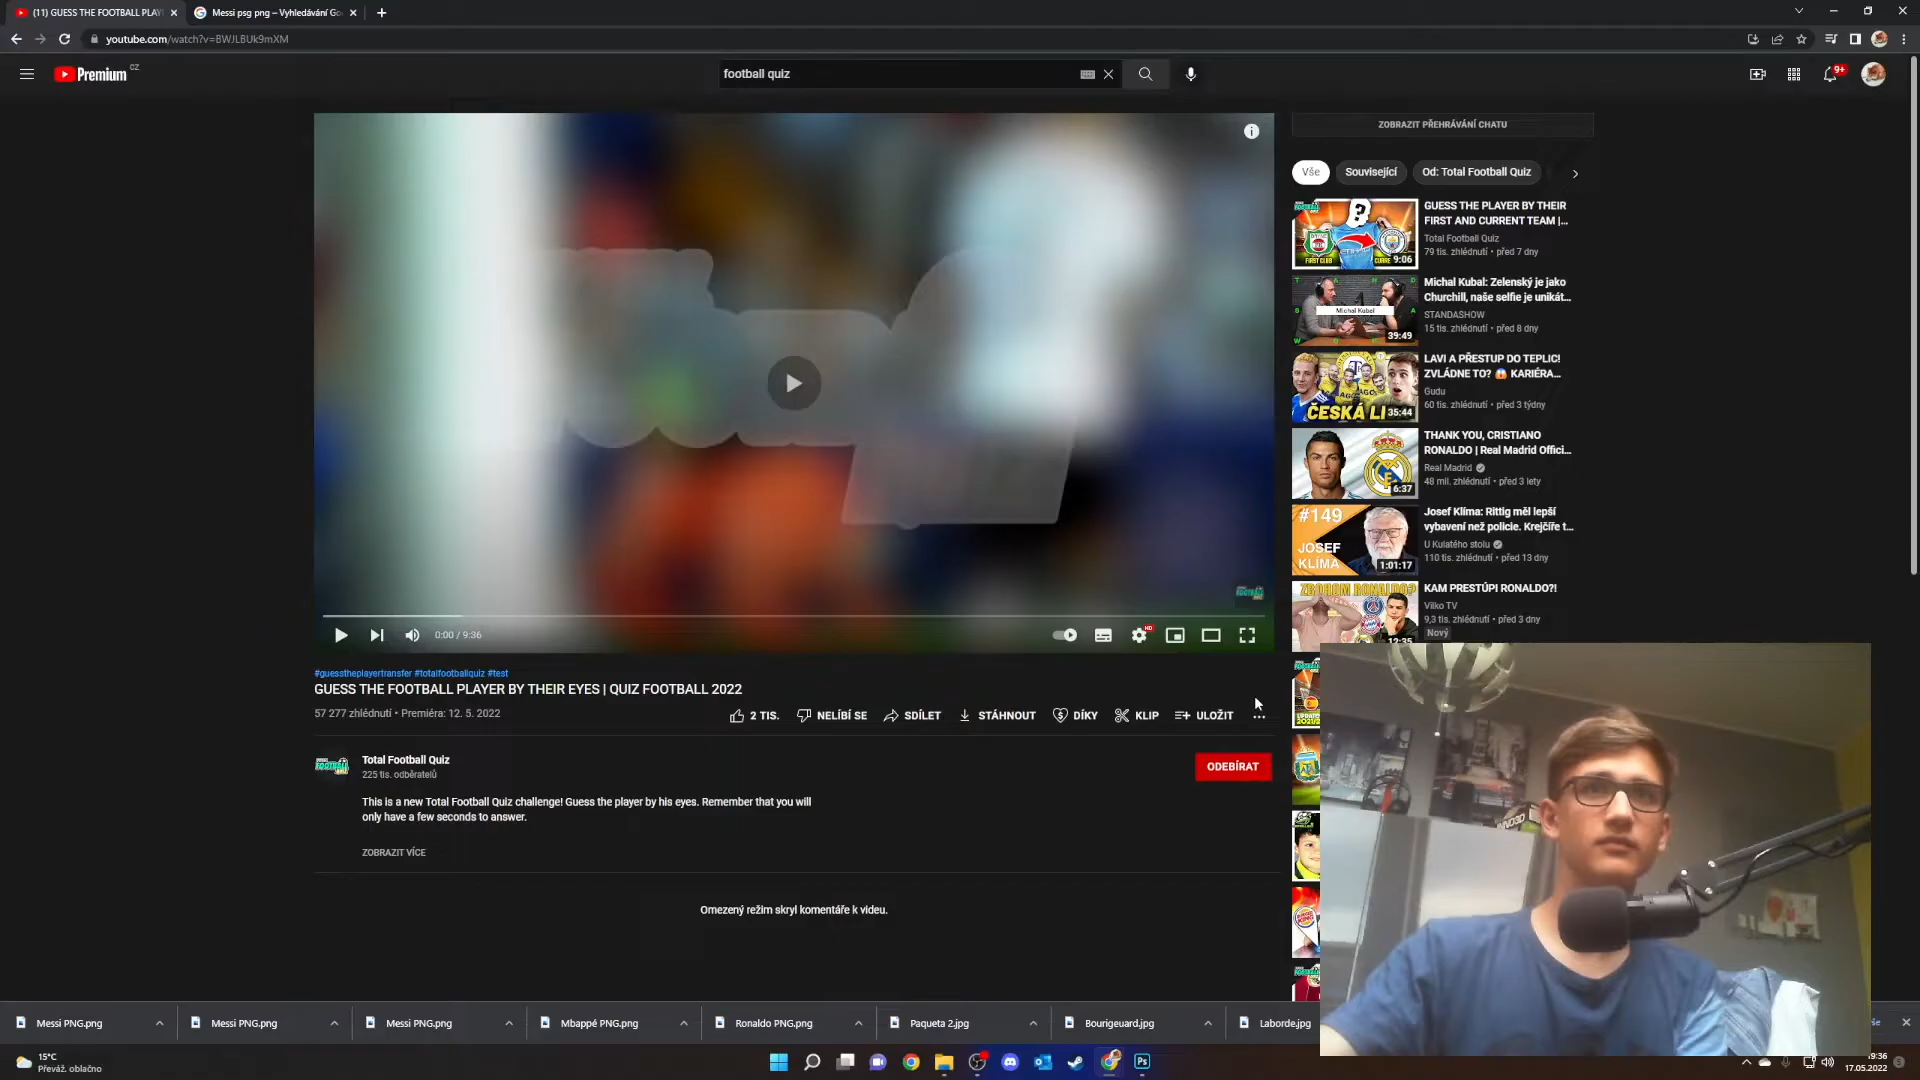 (11) GUESS THE FOOTBALL PLAY
Messi psg png – Vyhledávání Go
youtube.com/watch?v=BWJLBUk9mXM
Premium CZ
football quiz
9+
ZOBRAZIT PŘEHRÁVÁNÍ CHATU
Vše
Související
Od: Total Football Quiz
GUESS THE PLAYER BY THEIR
FIRST AND CURRENT TEAM |...
Total Football Quiz
79 tis. zhlédnutí • před 7 dny
FIRST CLUB
9:06
Michal Kubal: Zelenský je jako
Churchill, naše selfie je unikát...
STANDASHOW
15 tis. zhlédnutí • před 8 dny
Michal Kubal
39:49
LAVI A PŘESTUP DO TEPLIC!
ZVLÁDNE TO? 😱 KARIÉRA...
Gudu
60 tis. zhlédnutí • před 3 týdny
ČESKÁ LI
35:44
THANK YOU, CRISTIANO
RONALDO | Real Madrid Offici...
Real Madrid
48 mil. zhlédnutí • před 3 lety
6:37
#149
JOSEF
KLÍMA
1:01:17
Josef Klíma: Rittig měl lepší
vybavení než policie. Krejčíře t...
U Kulatého stolu
110 tis. zhlédnutí • před 13 dny
KAM PRESTÚPI RONALDO?!
Vilko TV
9,3 tis. zhlédnutí • před 3 dny
Nový
12:35
0:00 / 9:36
HD
#guesstheplayertransfer #totalfootballquiz #test
GUESS THE FOOTBALL PLAYER BY THEIR EYES | QUIZ FOOTBALL 2022
57 277 zhlédnutí • Premiéra: 12. 5. 2022
2 TIS.
NELÍBÍ SE
SDÍLET
STÁHNOUT
DÍKY
KLIP
ULOŽIT
Total Football Quiz
225 tis. odběratelů
ODEBÍRAT
This is a new Total Football Quiz challenge! Guess the player by his eyes. Remember that you will
only have a few seconds to answer.
ZOBRAZIT VÍCE
Omezený režim skryl komentáře k videu.
Messi PNG.png
Messi PNG.png
Messi PNG.png
Mbappé PNG.png
Ronaldo PNG.png
Paqueta 2.jpg
Bourigeuard.jpg
Laborde.jpg
15°C
Převáž. oblačno
Ps
19:36
17.05.2022